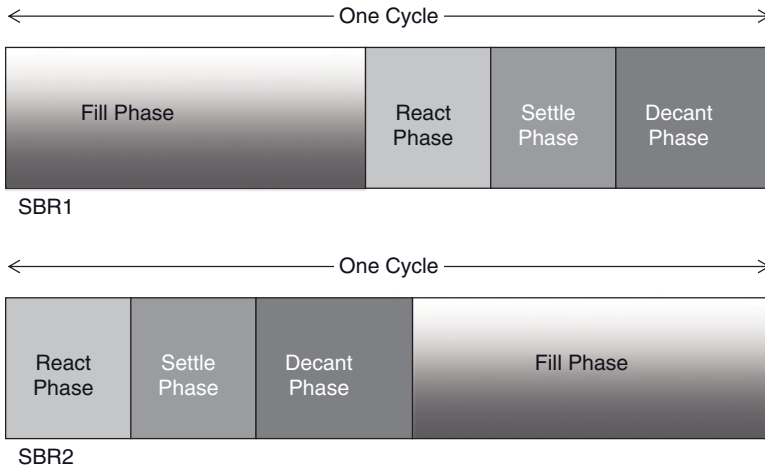 One Cycle
Fill Phase
React
Phase
Settle
Phase
Decant
Phase
SBR1
One Cycle
React
Phase
Settle
Phase
Decant
Phase
Fill Phase
SBR2